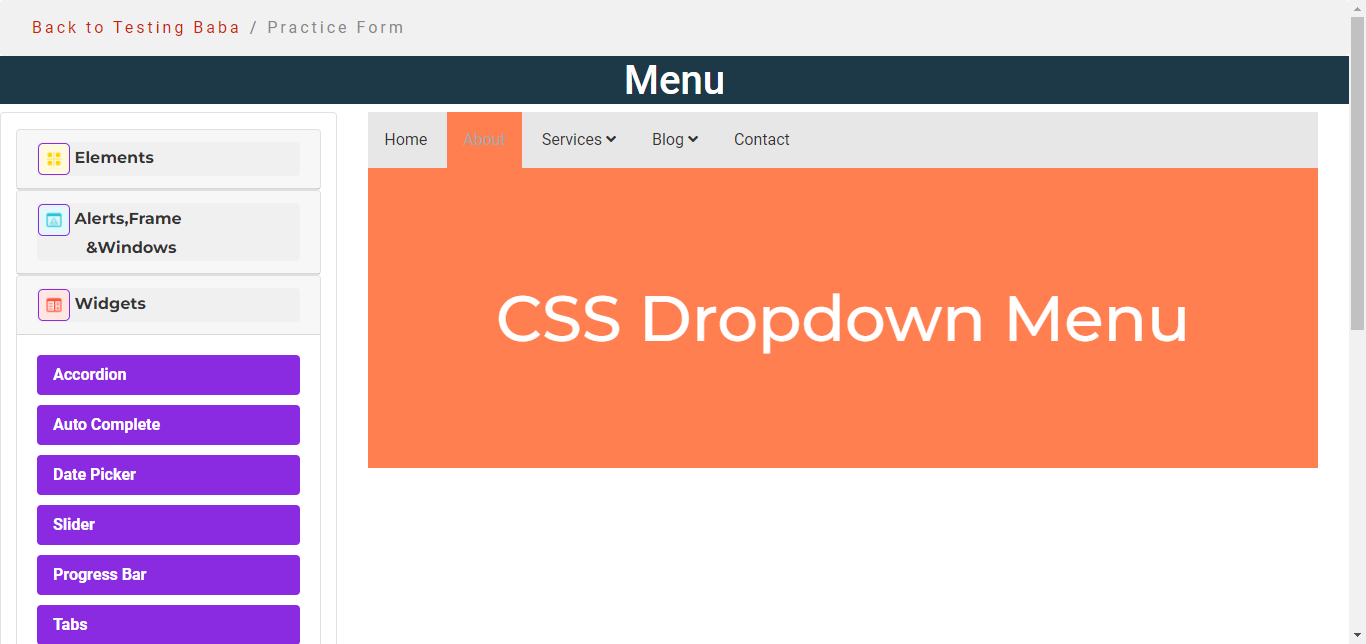 Back to Testing Baba / Practice Form
Menu
Elements
Alerts,Frame
&Windows
Widgets
Accordion
Auto Complete
Date Picker
Slider
Progress Bar
Tabs
Home About Services Blog Contact
CSS Dropdown Menu